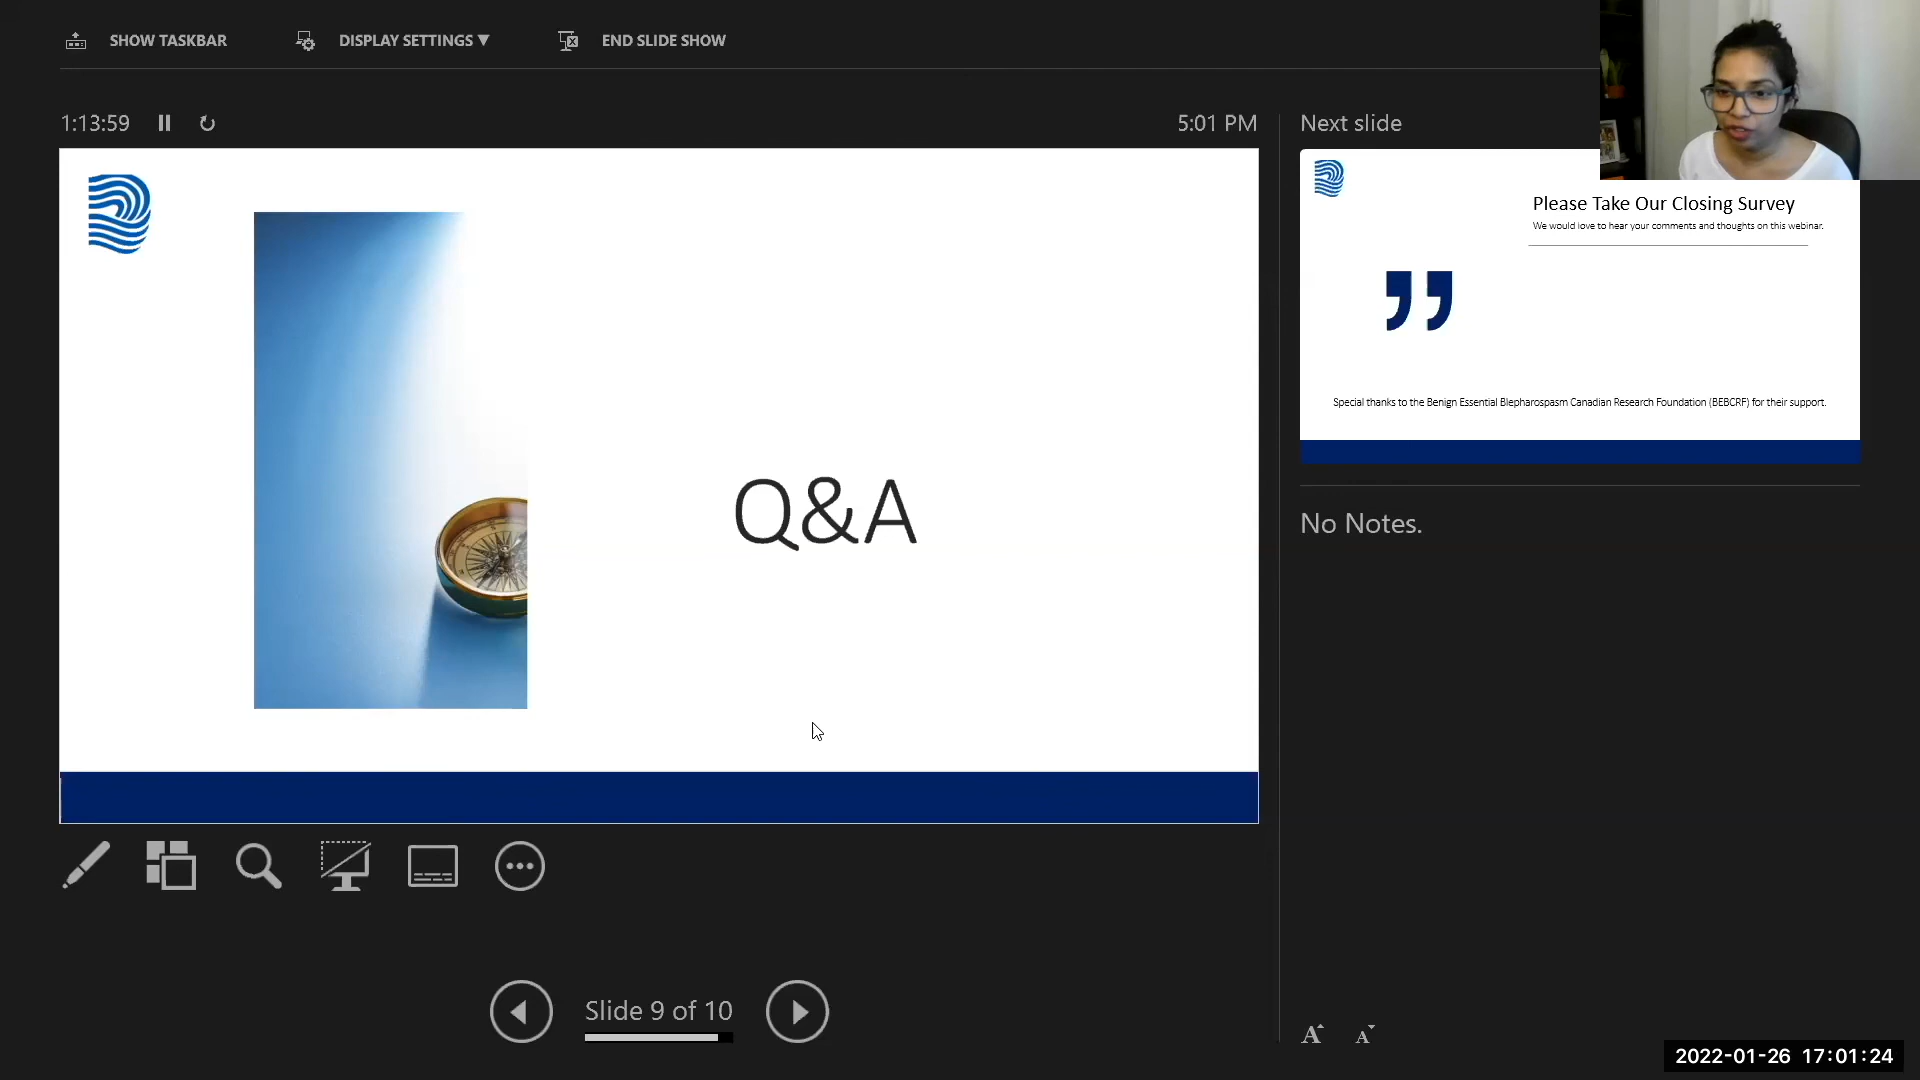 SHOW TASKBAR
DISPLAY SETTINGS ▼
END SLIDE SHOW
1:13:59
5:01 PM
Next slide
Q&A
Please Take Our Closing Survey
We would love to hear your comments and thoughts on this webinar.
Special thanks to the Benign Essential Blepharospasm Canadian Research Foundation (BEBCRF) for their support.
No Notes.
Slide 9 of 10
A A
2022-01-26 17:01:24